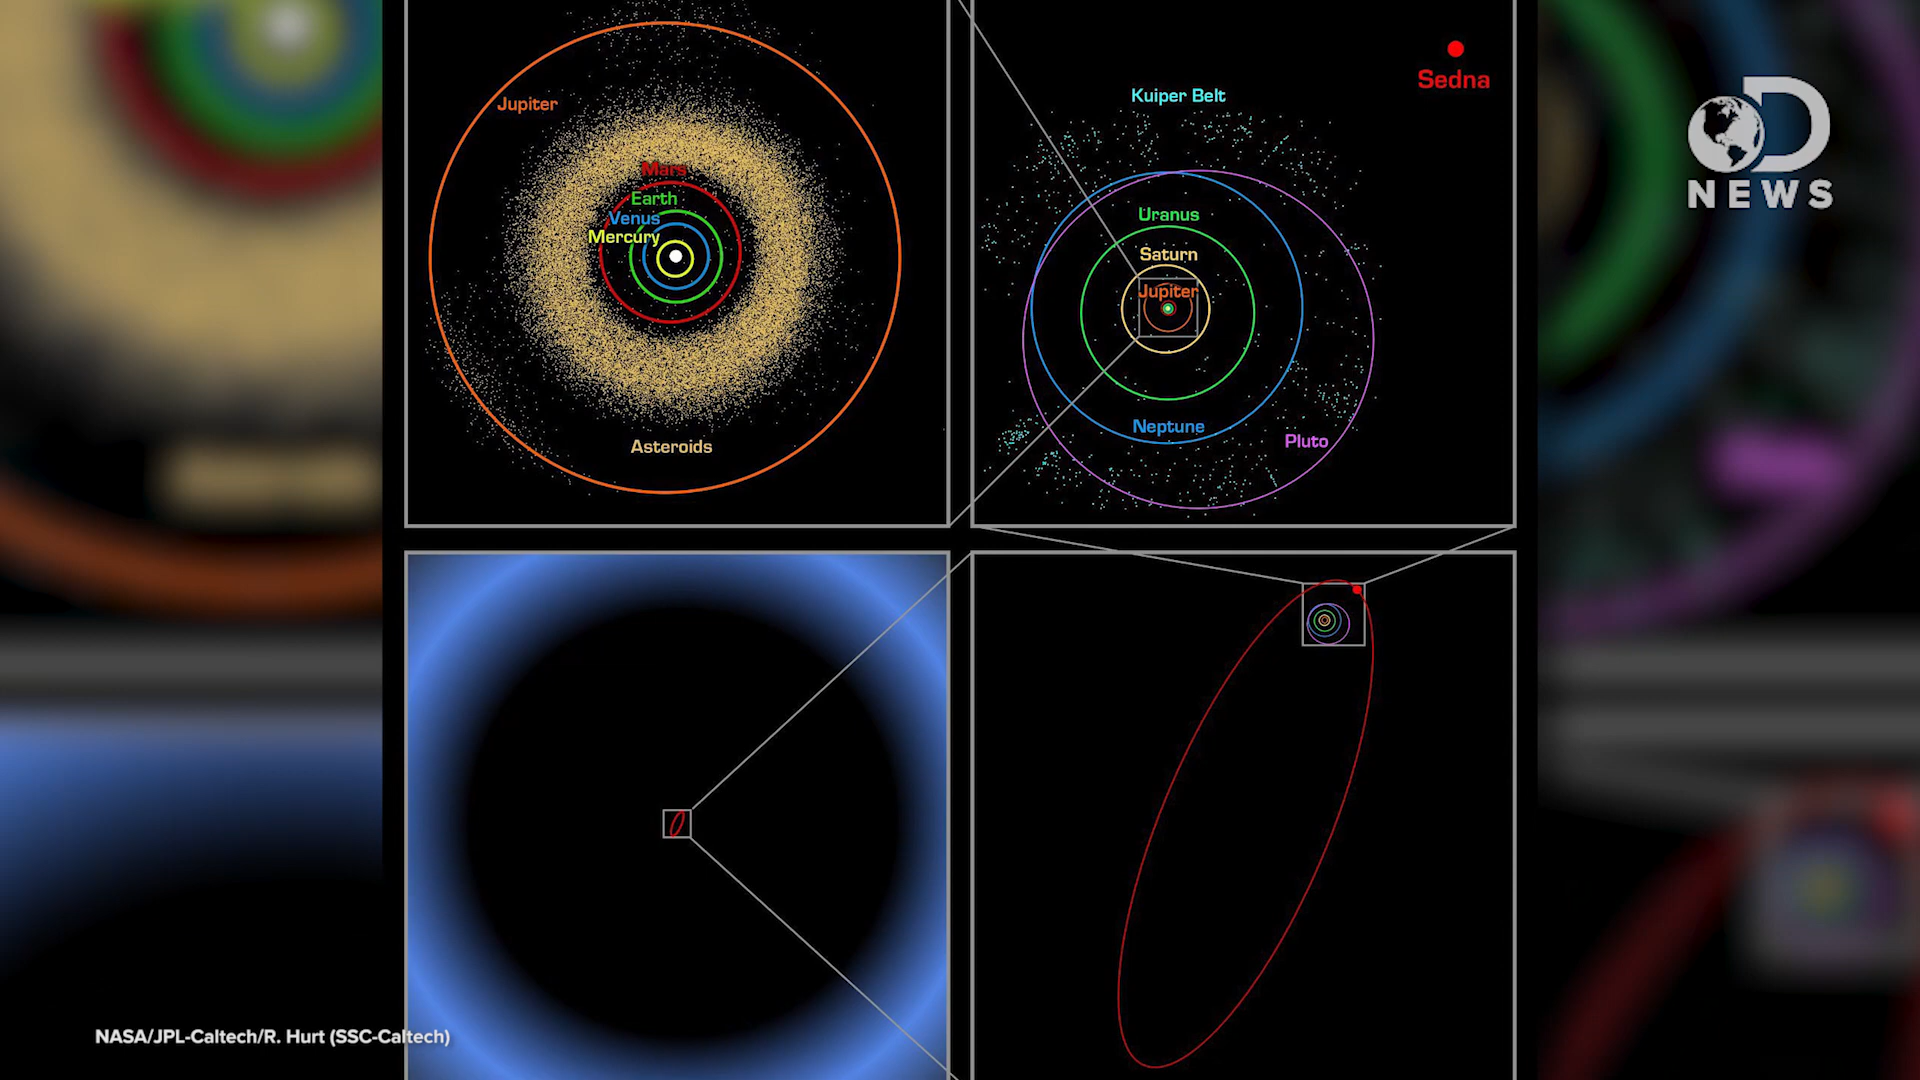 Jupiter
Mars
Earth
Venus
Mercury
Asteroids
Sedna
Kuiper Belt
Uranus
Saturn
Jupiter
Neptune
Pluto
D
NEWS
NASA/JPL-Caltech/R. Hurt (SSC-Caltech)